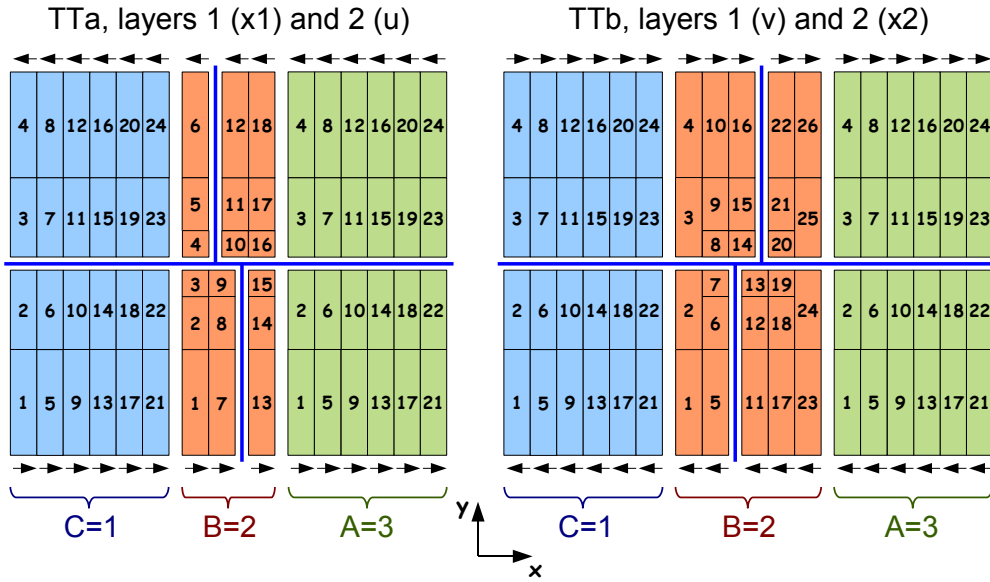 TTa, layers 1 (x1) and 2 (u) TTb, layers 1 (v) and 2 (x2)
4 8 12 16 20 24 6 12 18 4 8 12 16 20 24 4 8 12 16 20 24 4 10 16 22 26 4 8 12 16 20 24
3 7 11 15 19 23 5 11 17 3 7 11 15 19 23 3 7 11 15 19 23 3 9 15 21 25 3 7 11 15 19 23
4 10 16 8 14 20
3 9 15 7 13 19
2 6 10 14 18 22 2 8 14 2 6 10 14 18 22 2 6 10 14 18 22 2 6 12 18 24 2 6 10 14 18 22
1 5 9 13 17 21 1 7 13 1 5 9 13 17 21 1 5 9 13 17 21 1 5 11 17 23 1 5 9 13 17 21
C=1 B=2 A=3 y C=1 B=2 A=3
x